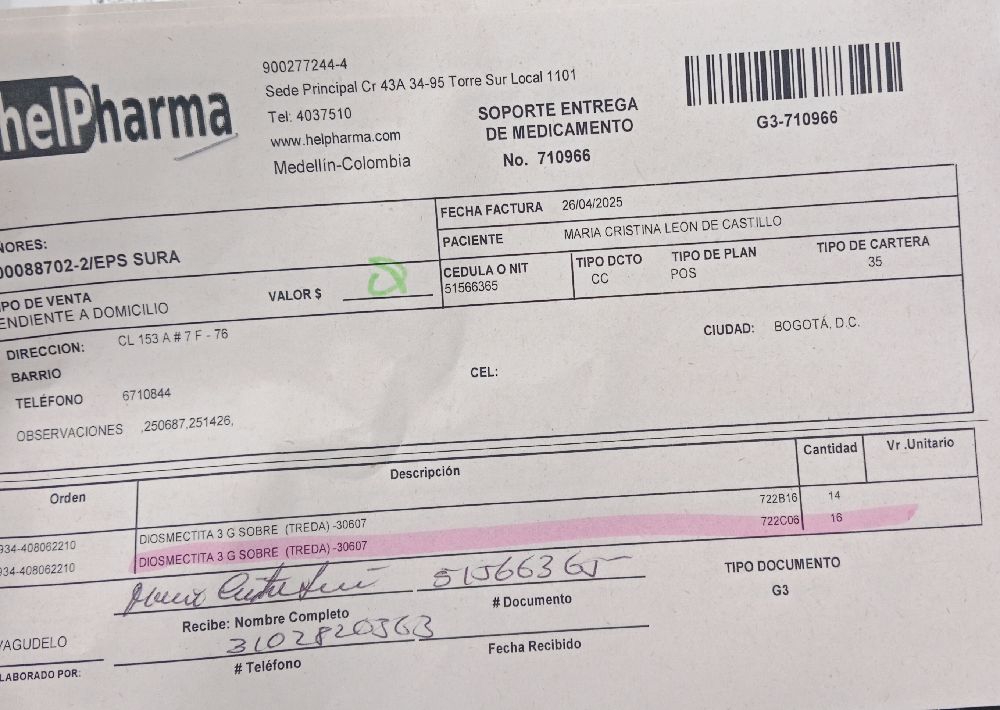 helPharma
900277244-4
Sede Principal Cr 43A 34-95 Torre Sur Local 1101
Tel: 4037510
www.helpharma.com
Medellín-Colombia
SOPORTE ENTREGA
DE MEDICAMENTO
No. 710966
G3-710966
ÑORES:
00088702-2/EPS SURA
FECHA FACTURA 26/04/2025
PACIENTE MARIA CRISTINA LEON DE CASTILLO
IPO DE VENTA
ENDIENTE A DOMICILIO
VALOR $
CEDULA O NIT
51566365
TIPO DCTO
CC
TIPO DE PLAN
POS
TIPO DE CARTERA
35
DIRECCION: CL 153 A # 7 F - 76
CIUDAD: BOGOTÁ, D.C.
BARRIO
CEL:
TELÉFONO 6710844
OBSERVACIONES ,250687,251426,
Orden Descripción Cantidad Vr .Unitario
934-408062210 DIOSMECTITA 3 G SOBRE (TREDA) -30607 722B16 14
934-408062210 DIOSMECTITA 3 G SOBRE (TREDA) -30607 722C06 16
51566365
Recibe: Nombre Completo
# Documento
TIPO DOCUMENTO
G3
3102820363
# Teléfono
Fecha Recibido
YAGUDELO
LABORADO POR: